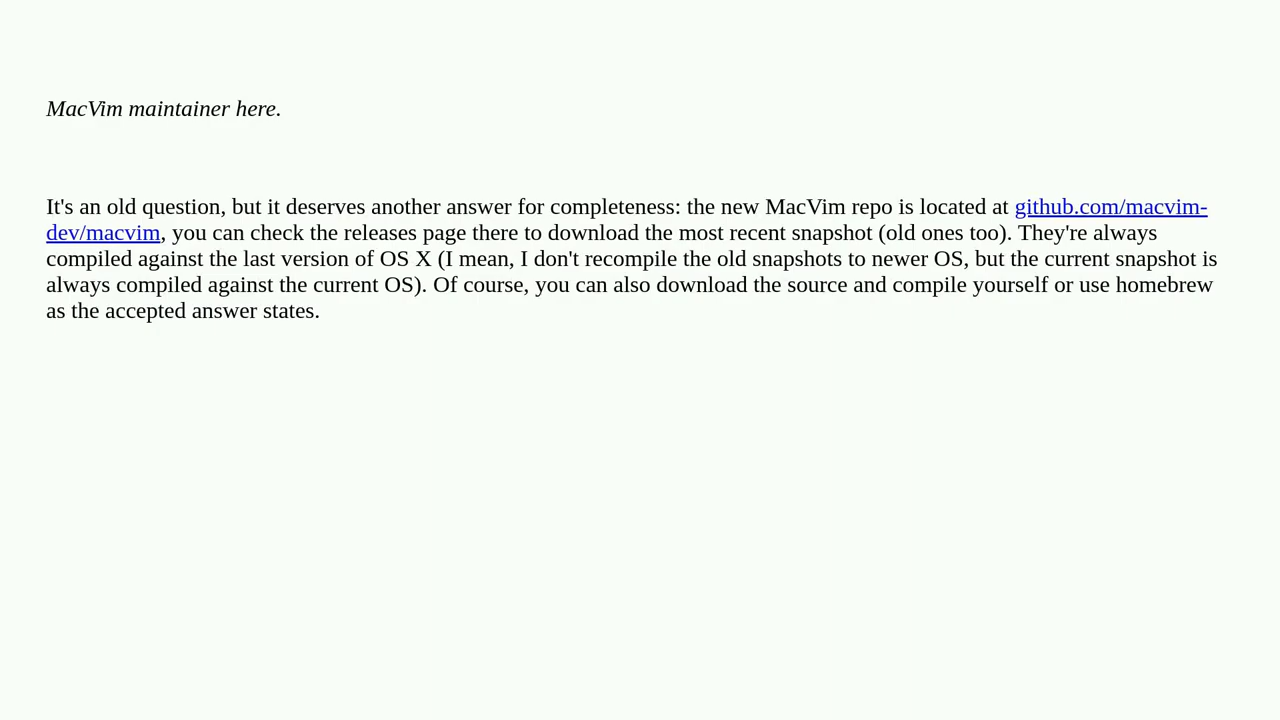 MacVim maintainer here.
It's an old question, but it deserves another answer for completeness: the new MacVim repo is located at github.com/macvim-
dev/macvim, you can check the releases page there to download the most recent snapshot (old ones too). They're always
compiled against the last version of OS X (I mean, I don't recompile the old snapshots to newer OS, but the current snapshot is
always compiled against the current OS). Of course, you can also download the source and compile yourself or use homebrew
as the accepted answer states.